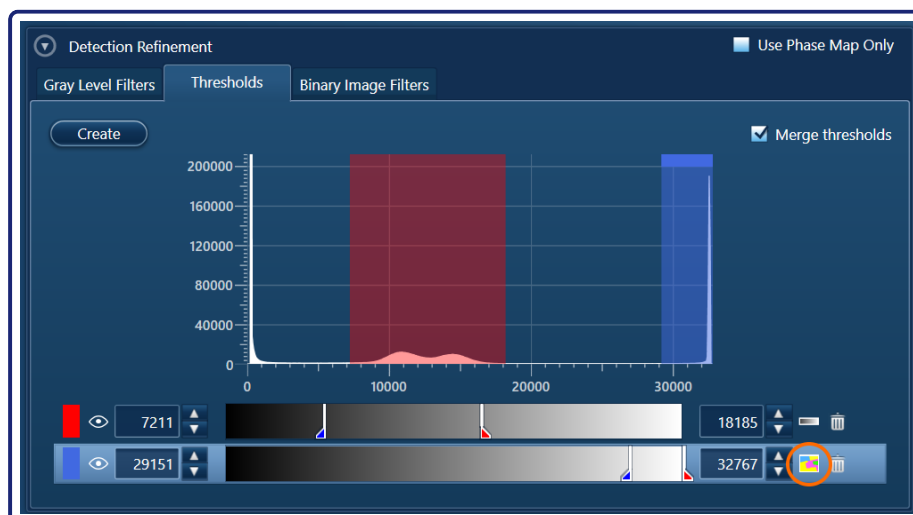 Detection Refinement
Use Phase Map Only
Gray Level Filters
Thresholds
Binary Image Filters
Create
Merge thresholds
200000
160000
120000
80000
40000
0
0 10000 20000 30000
7211 18185
29151 32767